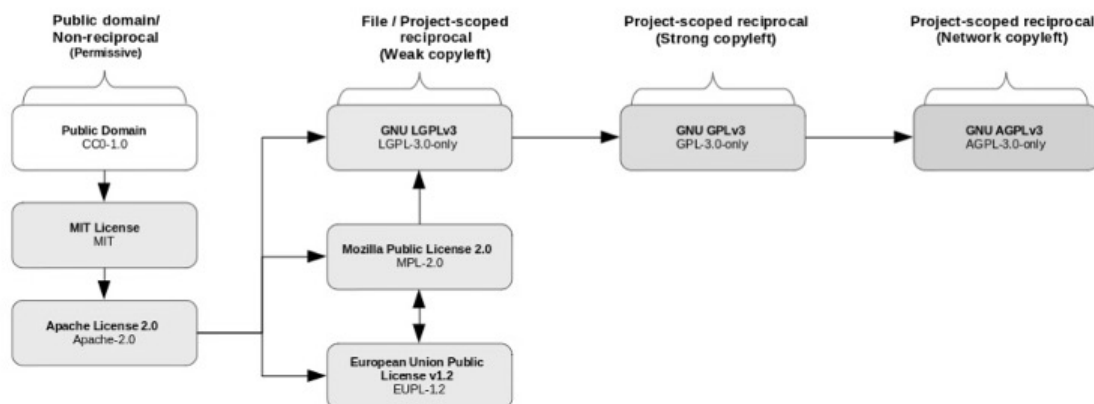 Public domain/
Non-reciprocal
(Permissive)
File / Project-scoped
reciprocal
(Weak copyleft)
Project-scoped reciprocal
(Strong copyleft)
Project-scoped reciprocal
(Network copyleft)
Public Domain
CC0-1.0
GNU LGPLv3
LGPL-3.0-only
GNU GPLv3
GPL-3.0-only
GNU AGPLv3
AGPL-3.0-only
MIT License
MIT
Mozilla Public License 2.0
MPL-2.0
Apache License 2.0
Apache-2.0
European Union Public
License v1.2
EUPL-1.2